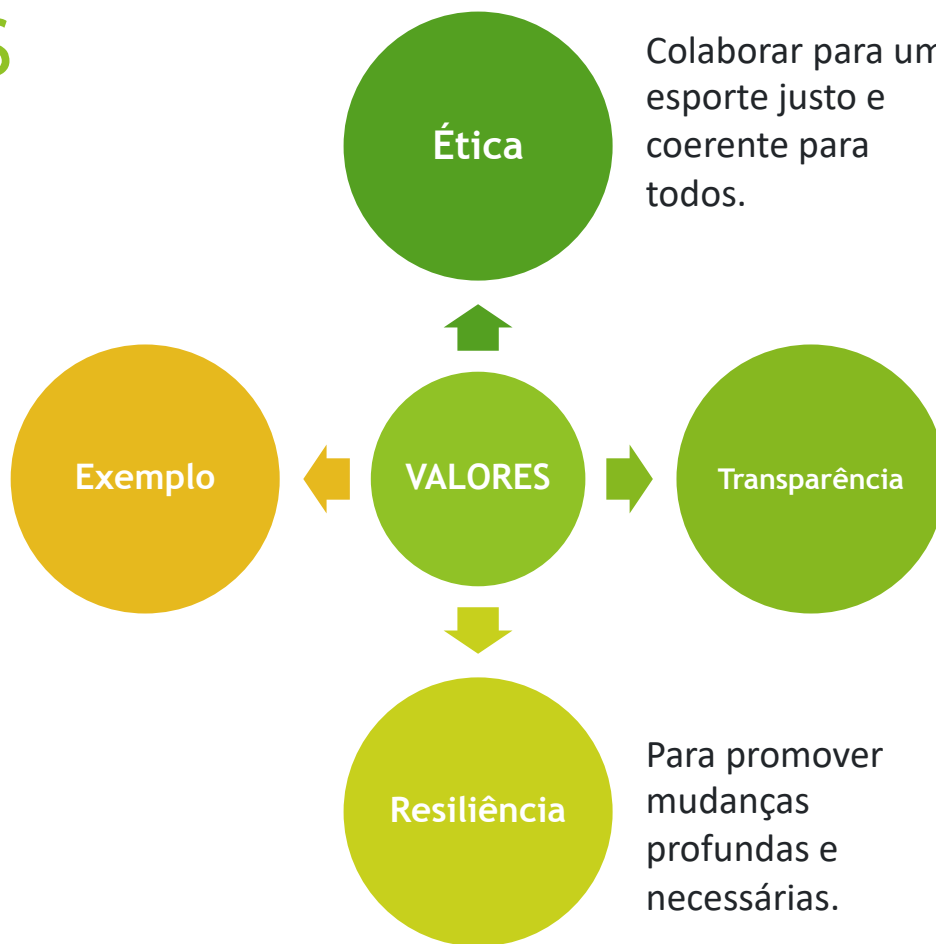 S
Ética
Colaborar para um
esporte justo e
coerente para
todos.
Exemplo
VALORES
Transparência
Resiliência
Para promover
mudanças
profundas e
necessárias.